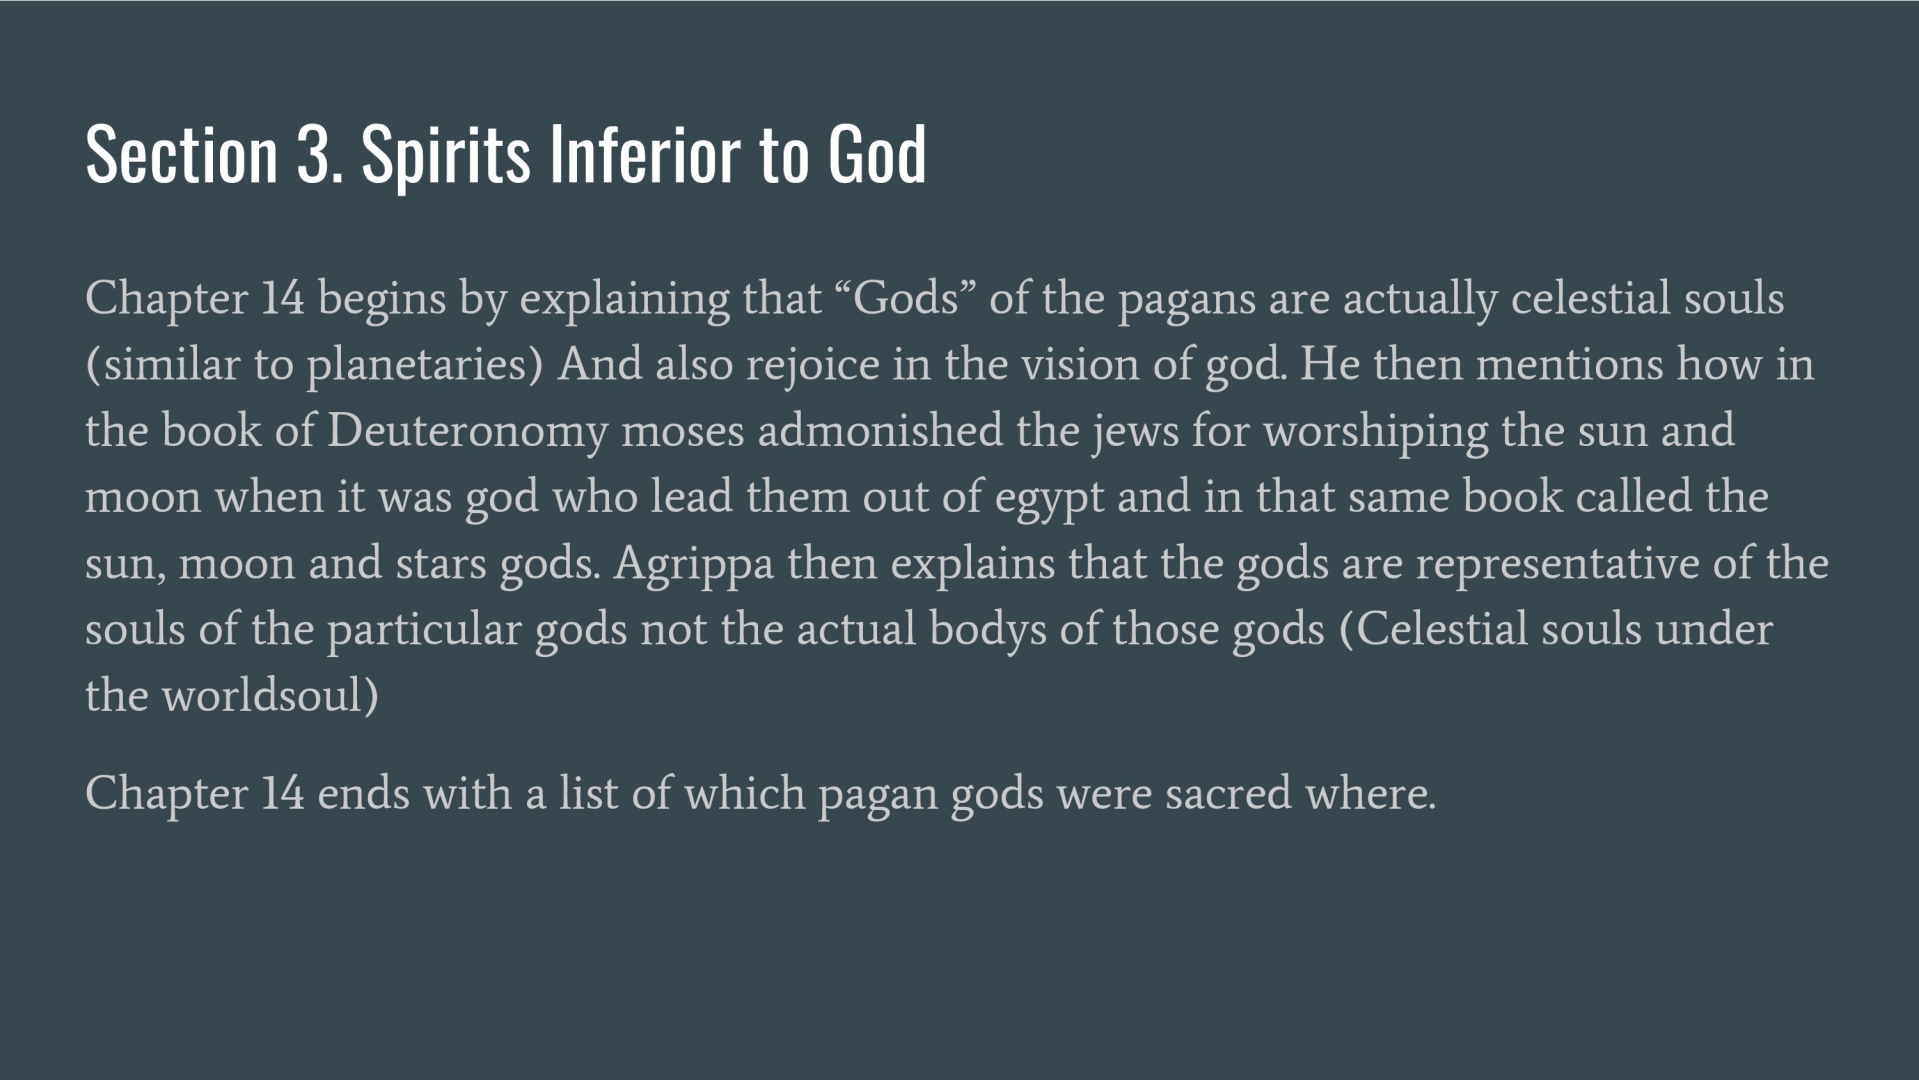 Section 3. Spirits Inferior to God
Chapter 14 begins by explaining that “Gods” of the pagans are actually celestial souls
(similar to planetaries) And also rejoice in the vision of god. He then mentions how in
the book of Deuteronomy moses admonished the jews for worshiping the sun and
moon when it was god who lead them out of egypt and in that same book called the
sun, moon and stars gods. Agrippa then explains that the gods are representative of the
souls of the particular gods not the actual bodys of those gods (Celestial souls under
the worldsoul)
Chapter 14 ends with a list of which pagan gods were sacred where.